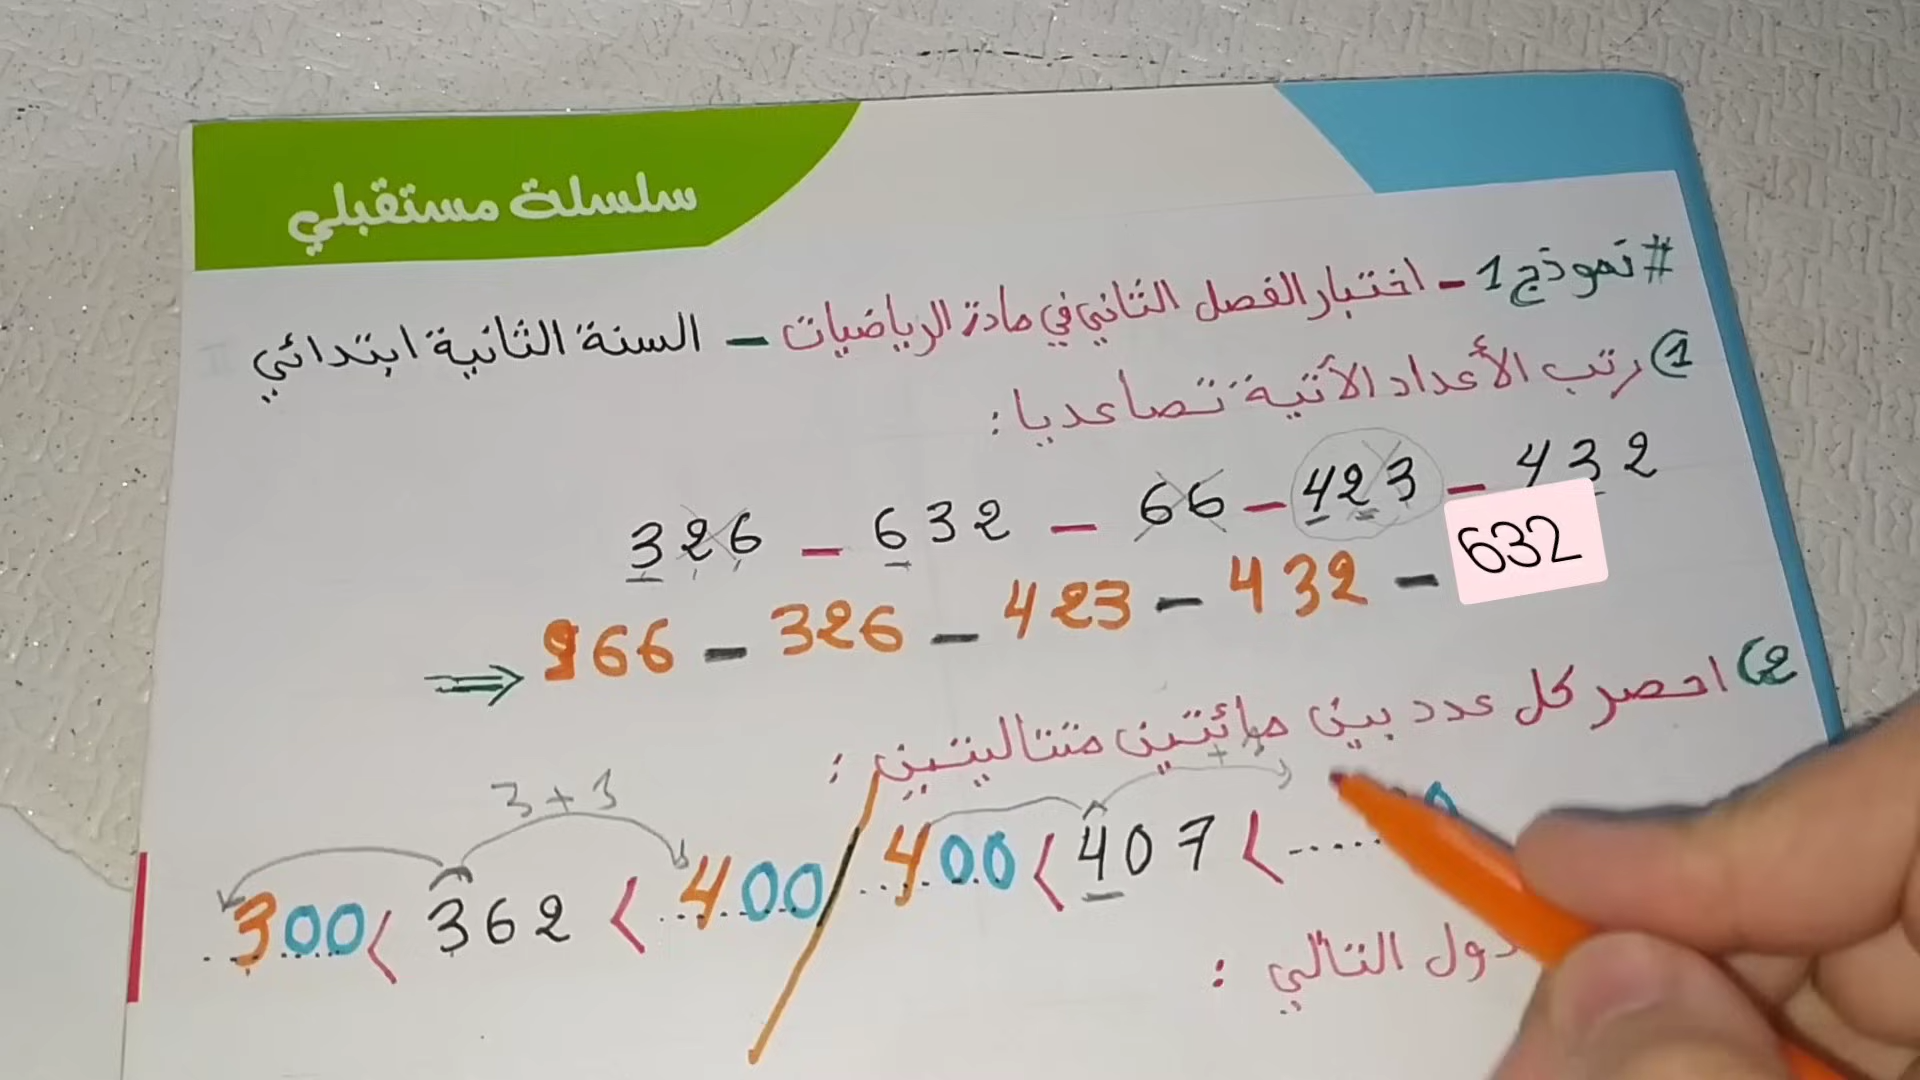 سلسلة مستقبلي
# نموذج 1 - اختبار الفصل الثاني في مادة الرياضيات - السنة الثانية ابتدائي
1) رتب الأعداد الآتية تصاعديا :
326 - 632 - 66 - 423 - 432
⇒ 66 - 326 - 423 - 432 - 632
2) احصر كل عدد بين مائتين متتاليتين :
3+3
300 < 362 < 400 / 400 < 407 < .....
التالي :